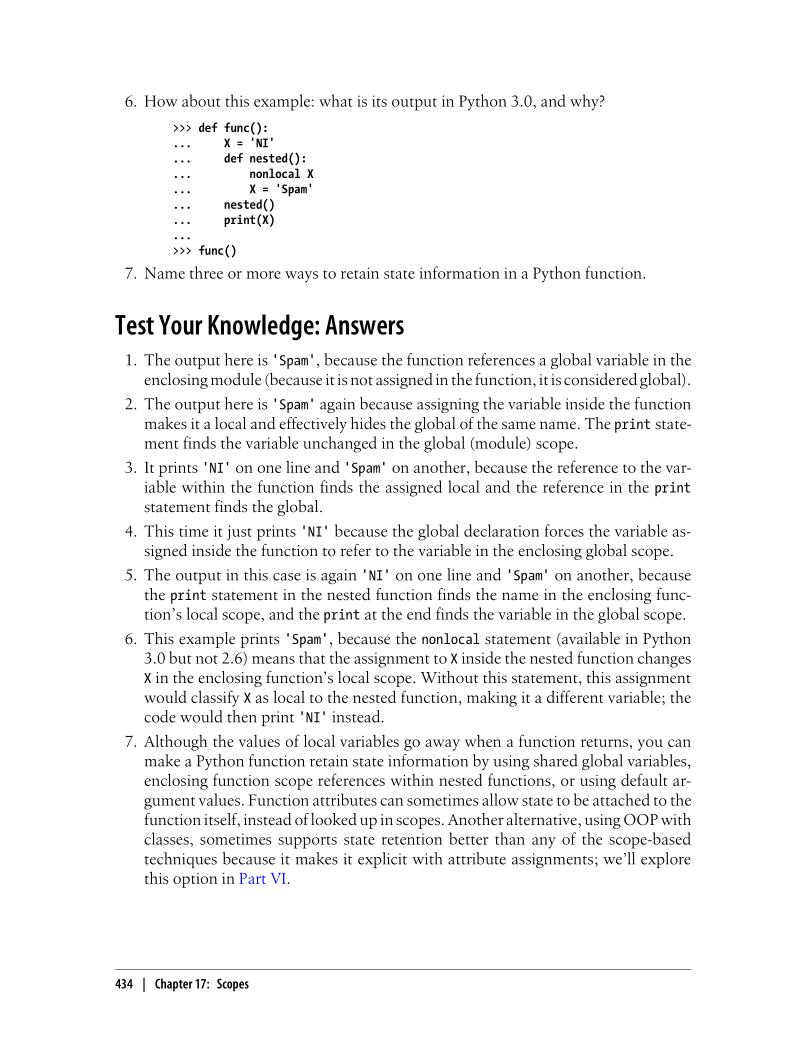 6. How about this example: what is its output in Python 3.0, and why?
>>> def func():
...     X = 'NI'
...     def nested():
...         nonlocal X
...         X = 'Spam'
...     nested()
...     print(X)
...
>>> func()
7. Name three or more ways to retain state information in a Python function.
Test Your Knowledge: Answers
1. The output here is 'Spam', because the function references a global variable in the
enclosing module (because it is not assigned in the function, it is considered global).
2. The output here is 'Spam' again because assigning the variable inside the function
makes it a local and effectively hides the global of the same name. The print state-
ment finds the variable unchanged in the global (module) scope.
3. It prints 'NI' on one line and 'Spam' on another, because the reference to the var-
iable within the function finds the assigned local and the reference in the print
statement finds the global.
4. This time it just prints 'NI' because the global declaration forces the variable as-
signed inside the function to refer to the variable in the enclosing global scope.
5. The output in this case is again 'NI' on one line and 'Spam' on another, because
the print statement in the nested function finds the name in the enclosing func-
tion's local scope, and the print at the end finds the variable in the global scope.
6. This example prints 'Spam', because the nonlocal statement (available in Python
3.0 but not 2.6) means that the assignment to X inside the nested function changes
X in the enclosing function's local scope. Without this statement, this assignment
would classify X as local to the nested function, making it a different variable; the
code would then print 'NI' instead.
7. Although the values of local variables go away when a function returns, you can
make a Python function retain state information by using shared global variables,
enclosing function scope references within nested functions, or using default ar-
gument values. Function attributes can sometimes allow state to be attached to the
function itself, instead of looked up in scopes. Another alternative, using OOP with
classes, sometimes supports state retention better than any of the scope-based
techniques because it makes it explicit with attribute assignments; we'll explore
this option in Part VI.
434 | Chapter 17: Scopes